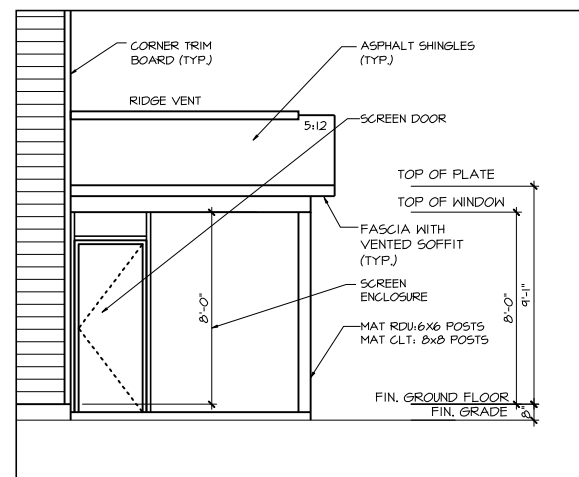 CORNER TRIM
BOARD (TYP.)
ASPHALT SHINGLES
(TYP.)
RIDGE VENT
5:12
SCREEN DOOR
TOP OF PLATE
TOP OF WINDOW
FASCIA WITH
VENTED SOFFIT
(TYP.)
SCREEN
ENCLOSURE
8'-0"
8'-0"
9'-1"
MAT RDU:6X6 POSTS
MAT CLT: 8x8 POSTS
FIN. GROUND FLOOR
FIN. GRADE
8"